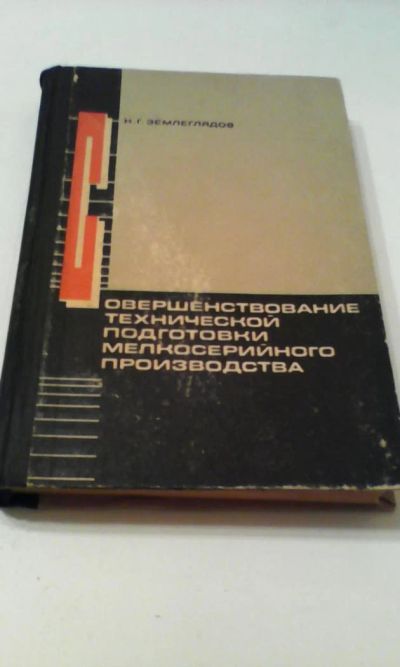 Н. Г. ЗЕМЛЕГЛЯДОВ
СОВЕРШЕНСТВОВАНИЕ
ТЕХНИЧЕСКОЙ
ПОДГОТОВКИ
МЕЛКОСЕРИЙНОГО
ПРОИЗВОДСТВА